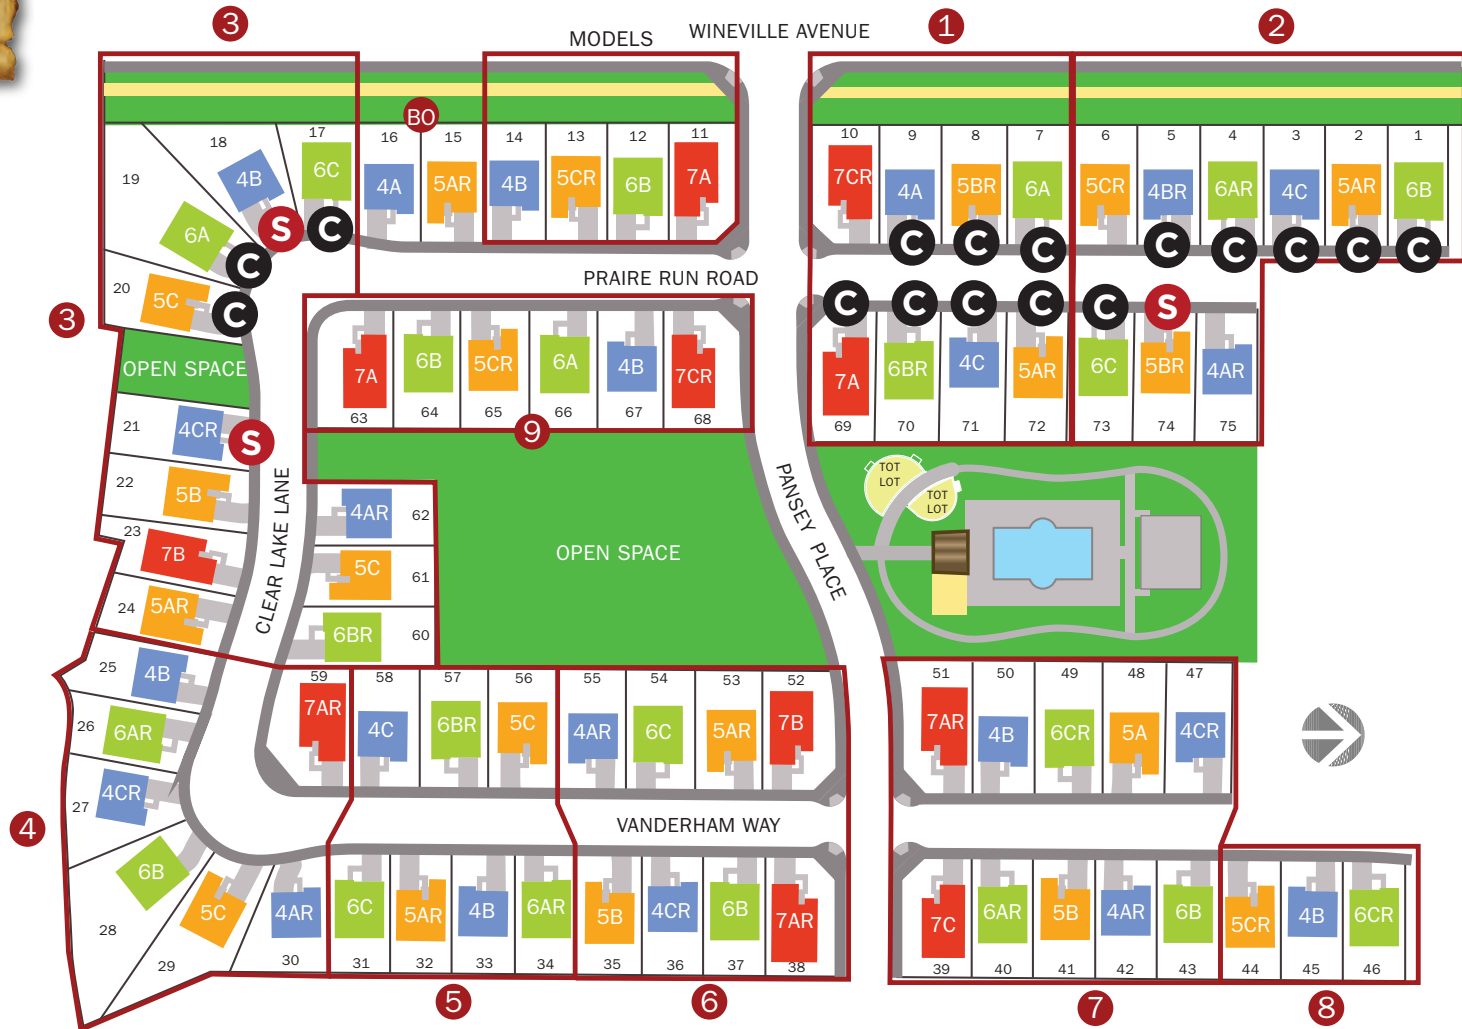 3
MODELS
WINEVILLE AVENUE
1
2
BO
19
18
17
16
15
14
13
12
11
10
9
8
7
6
5
4
3
2
1
4B
6C
4A
5AR
4B
5CR
6B
7A
7CR
4A
5BR
6A
5CR
4BR
6AR
4C
5AR
6B
6A
S
C
C
C
C
C
C
C
C
C
C
20
5C
C
PRAIRE RUN ROAD
3
C
C
C
C
C
S
OPEN SPACE
7A
6B
5CR
6A
4B
7CR
7A
6BR
4C
5AR
6C
5BR
4AR
63
64
65
66
67
68
69
70
71
72
73
74
75
9
21
4CR
S
22
5B
23
7B
24
5AR
CLEAR LAKE LANE
4AR
62
5C
61
6BR
60
OPEN SPACE
PANSEY PLACE
TOT
LOT
TOT
LOT
25
4B
26
6AR
27
4CR
4
59
58
57
56
55
54
53
52
51
50
49
48
47
7AR
4C
6BR
5C
4AR
6C
5AR
7B
7AR
4B
6CR
5A
4CR
VANDERHAM WAY
6B
28
5C
29
4AR
30
6C
5AR
4B
6AR
5B
4CR
6B
7AR
7C
6AR
5B
4AR
6B
5CR
4B
6CR
31
32
33
34
35
36
37
38
39
40
41
42
43
44
45
46
5
6
7
8